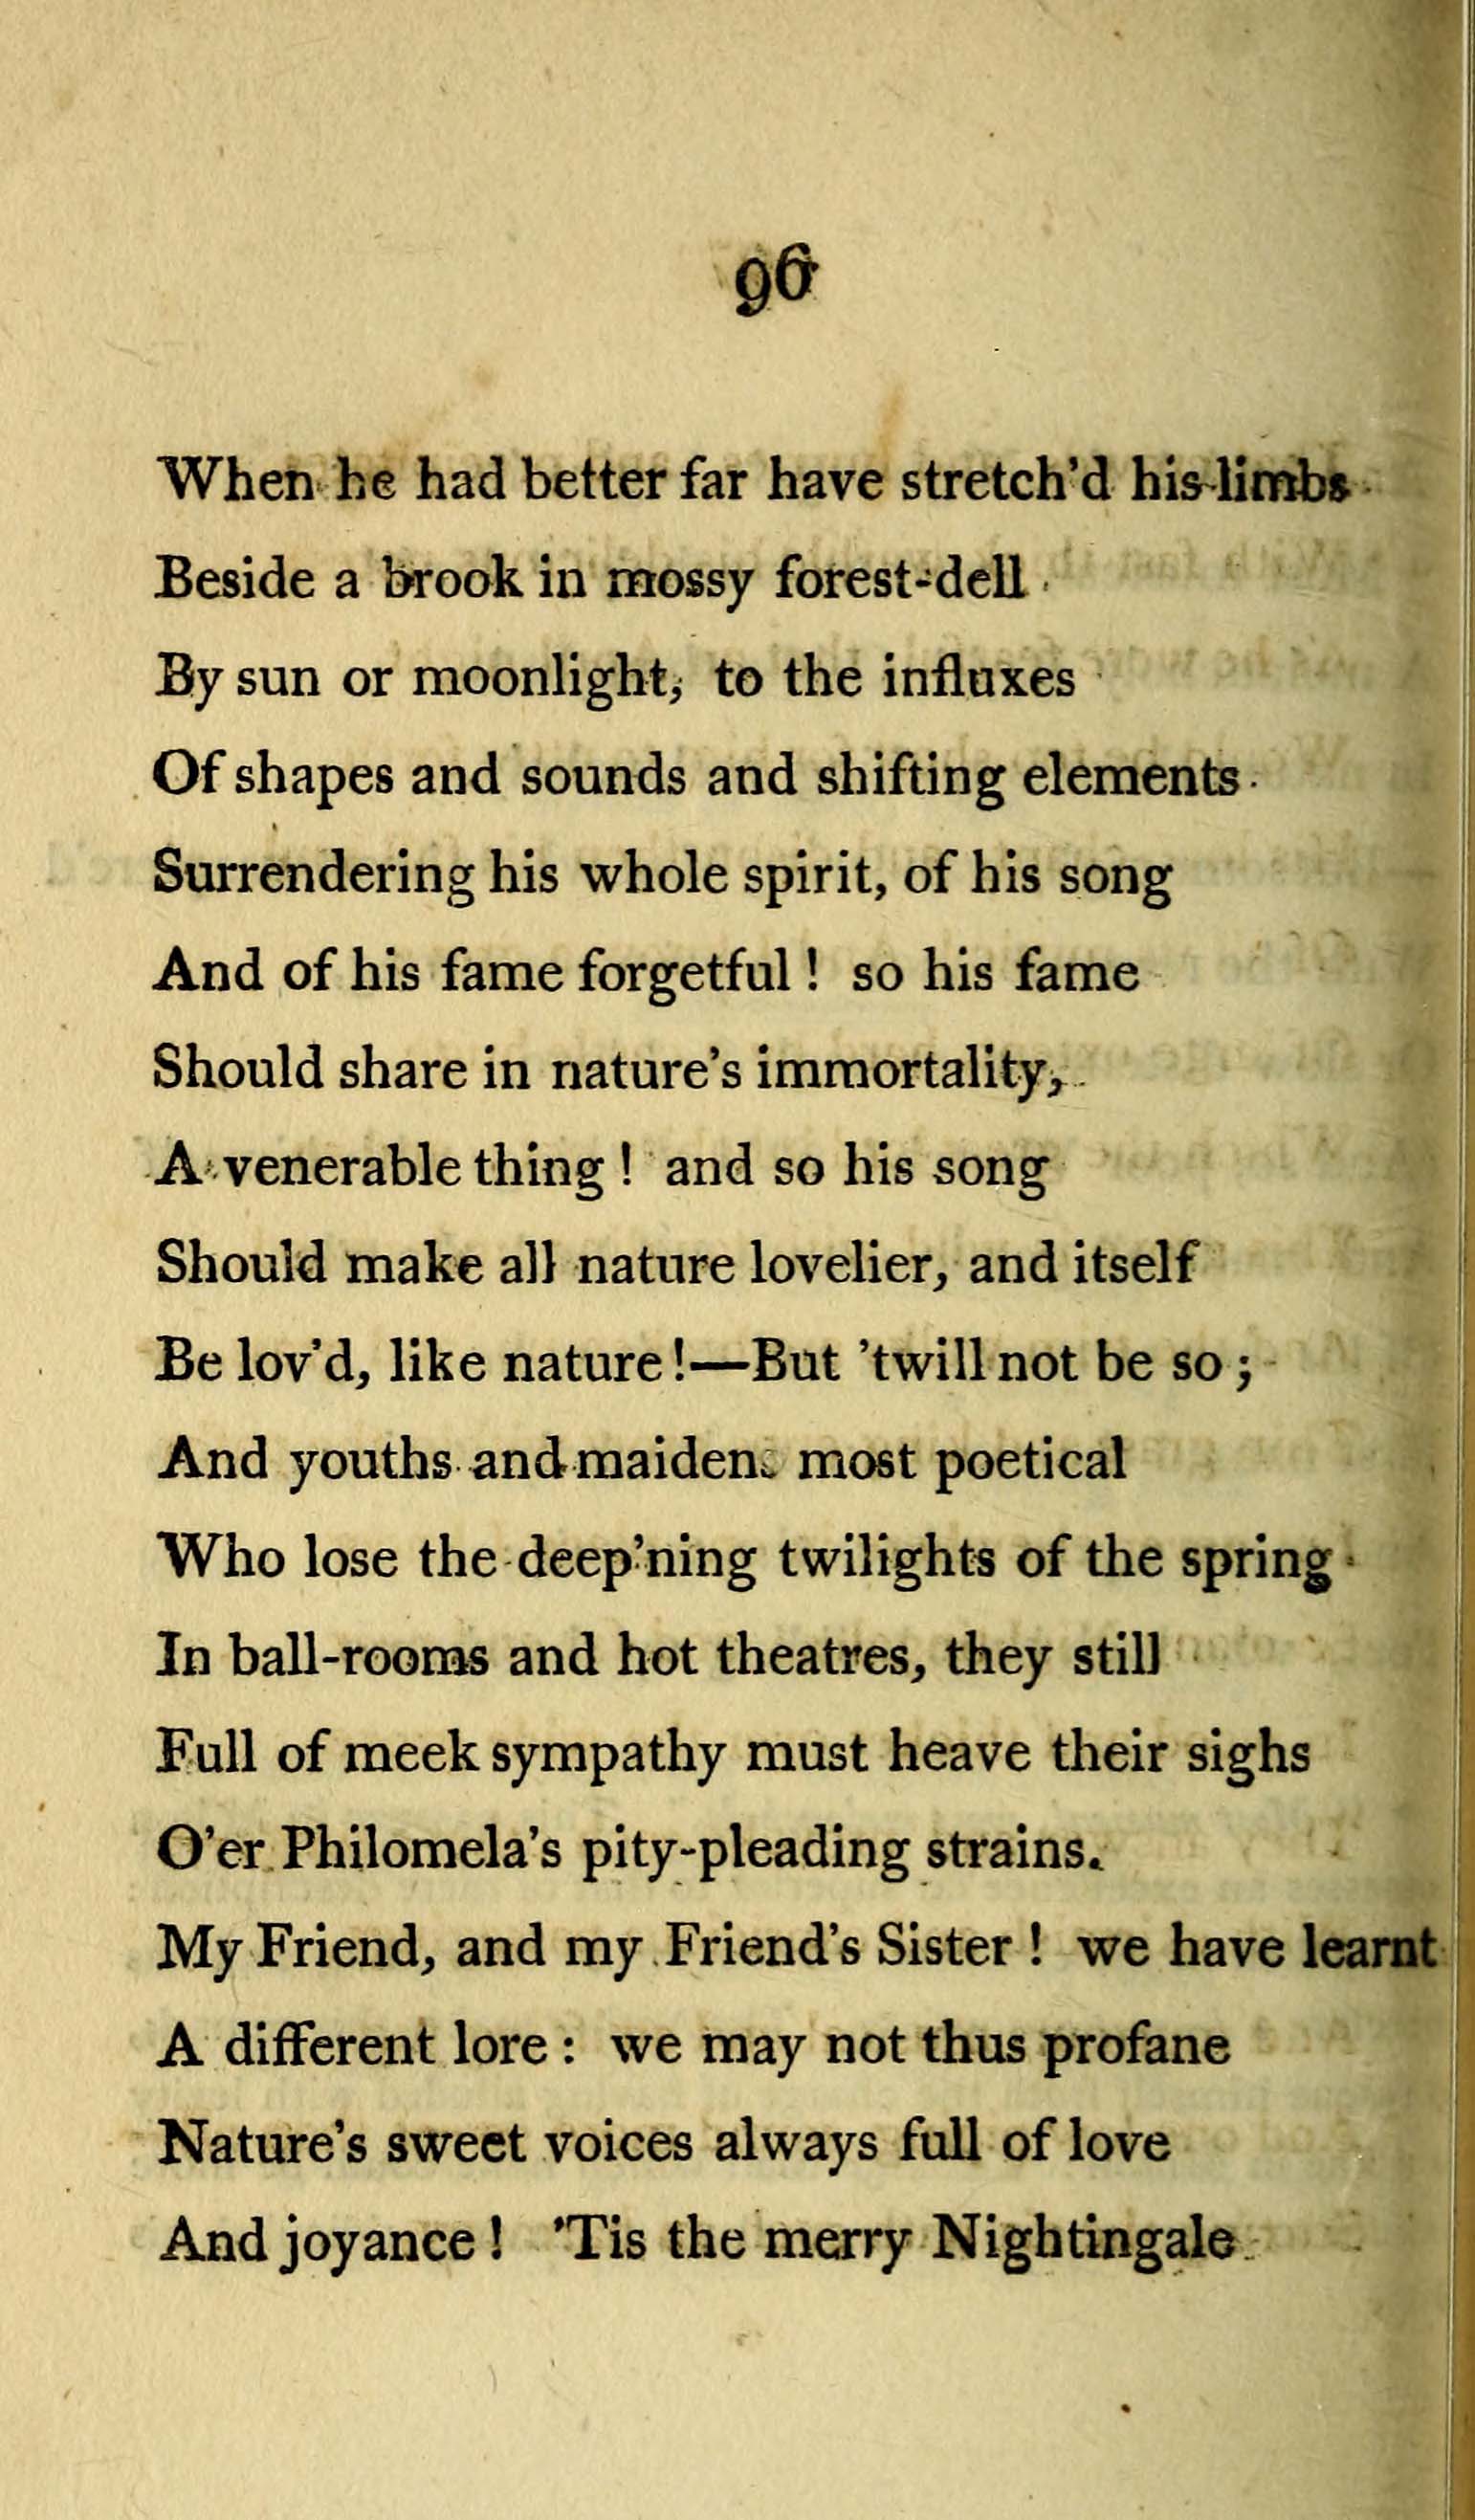 96
When he had better far have stretch'd his limbs
Beside a brook in mossy forest-dell
By sun or moonlight, to the influxes
Of shapes and sounds and shifting elements
Surrendering his whole spirit, of his song
And of his fame forgetful! so his fame
Should share in nature's immortality,
A venerable thing! and so his song
Should make all nature lovelier, and itself
Be lov'd, like nature!—But 'twill not be so;
And youths and maidens most poetical
Who lose the deep'ning twilights of the spring
In ball-rooms and hot theatres, they still
Full of meek sympathy must heave their sighs
O'er Philomela's pity-pleading strains.
My Friend, and my Friend's Sister! we have learnt
A different lore: we may not thus profane
Nature's sweet voices always full of love
And joyance! 'Tis the merry Nightingale